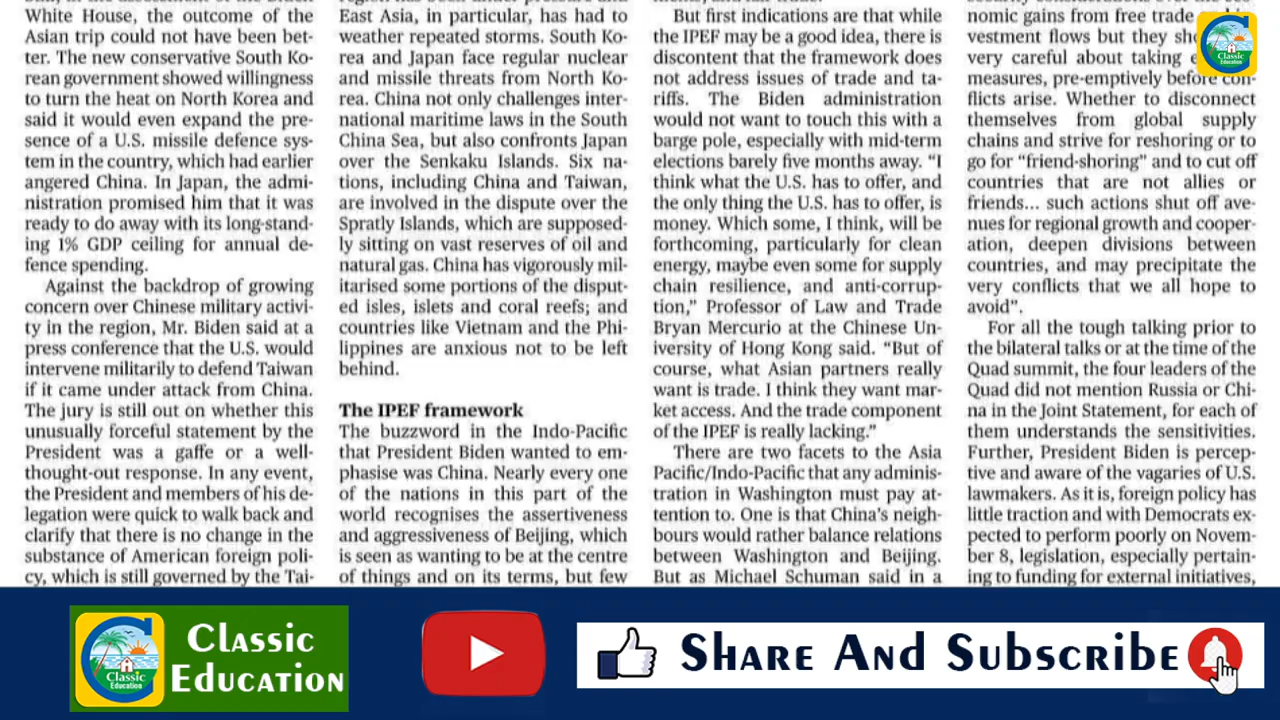 White House, the outcome of the
Asian trip could not have been bet-
ter. The new conservative South Ko-
rean government showed willingness
to turn the heat on North Korea and
said it would even expand the pre-
sence of a U.S. missile defence sys-
tem in the country, which had earlier
angered China. In Japan, the admi-
nistration promised him that it was
ready to do away with its long-stand-
ing 1% GDP ceiling for annual de-
fence spending.
Against the backdrop of growing
concern over Chinese military activi-
ty in the region, Mr. Biden said at a
press conference that the U.S. would
intervene militarily to defend Taiwan
if it came under attack from China.
The jury is still out on whether this
unusually forceful statement by the
President was a gaffe or a well-
thought-out response. In any event,
the President and members of his de-
legation were quick to walk back and
clarify that there is no change in the
substance of American foreign poli-
cy, which is still governed by the Tai-
East Asia, in particular, has had to
weather repeated storms. South Ko-
rea and Japan face regular nuclear
and missile threats from North Ko-
rea. China not only challenges inter-
national maritime laws in the South
China Sea, but also confronts Japan
over the Senkaku Islands. Six na-
tions, including China and Taiwan,
are involved in the dispute over the
Spratly Islands, which are supposed-
ly sitting on vast reserves of oil and
natural gas. China has vigorously mil-
itarised some portions of the disput-
ed isles, islets and coral reefs; and
countries like Vietnam and the Phi-
lippines are anxious not to be left
behind.
The IPEF framework
The buzzword in the Indo-Pacific
that President Biden wanted to em-
phasise was China. Nearly every one
of the nations in this part of the
world recognises the assertiveness
and aggressiveness of Beijing, which
is seen as wanting to be at the centre
of things and on its terms, but few
But first indications are that while
the IPEF may be a good idea, there is
discontent that the framework does
not address issues of trade and ta-
riffs. The Biden administration
would not want to touch this with a
barge pole, especially with mid-term
elections barely five months away. “I
think what the U.S. has to offer, and
the only thing the U.S. has to offer, is
money. Which some, I think, will be
forthcoming, particularly for clean
energy, maybe even some for supply
chain resilience, and anti-corrup-
tion,” Professor of Law and Trade
Bryan Mercurio at the Chinese Un-
iversity of Hong Kong said. “But of
course, what Asian partners really
want is trade. I think they want mar-
ket access. And the trade component
of the IPEF is really lacking.”
There are two facets to the Asia
Pacific/Indo-Pacific that any adminis-
tration in Washington must pay at-
tention to. One is that China’s neigh-
bours would rather balance relations
between Washington and Beijing.
But as Michael Schuman said in a
nomic gains from free trade
vestment flows but they
very careful about taking
measures, pre-emptively before con-
flicts arise. Whether to disconnect
themselves from global supply
chains and strive for reshoring or to
go for “friend-shoring” and to cut off
countries that are not allies or
friends... such actions shut off ave-
nues for regional growth and cooper-
ation, deepen divisions between
countries, and may precipitate the
very conflicts that we all hope to
avoid”.
For all the tough talking prior to
the bilateral talks or at the time of the
Quad summit, the four leaders of the
Quad did not mention Russia or Chi-
na in the Joint Statement, for each of
them understands the sensitivities.
Further, President Biden is percep-
tive and aware of the vagaries of U.S.
lawmakers. As it is, foreign policy has
little traction and with Democrats ex-
pected to perform poorly on Novem-
ber 8, legislation, especially pertain-
ing to funding for external initiatives,
Classic
Education
Classic
Education
Classic
Education
Share And Subscribe